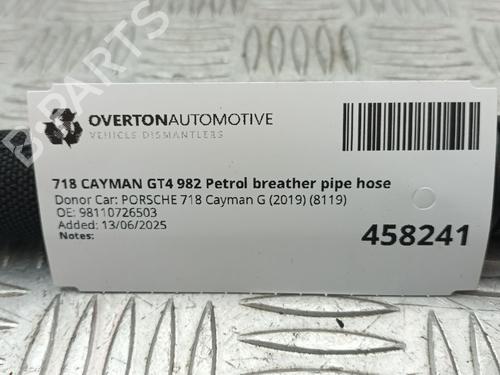 OVERTONAUTOMOTIVE
VEHICLE DISMANTLERS
718 CAYMAN GT4 982 Petrol breather pipe hose
Donor Car: PORSCHE 718 Cayman G (2019) (8119)
OE: 98110726503
Added: 13/06/2025
Notes:
458241
B-PARTS